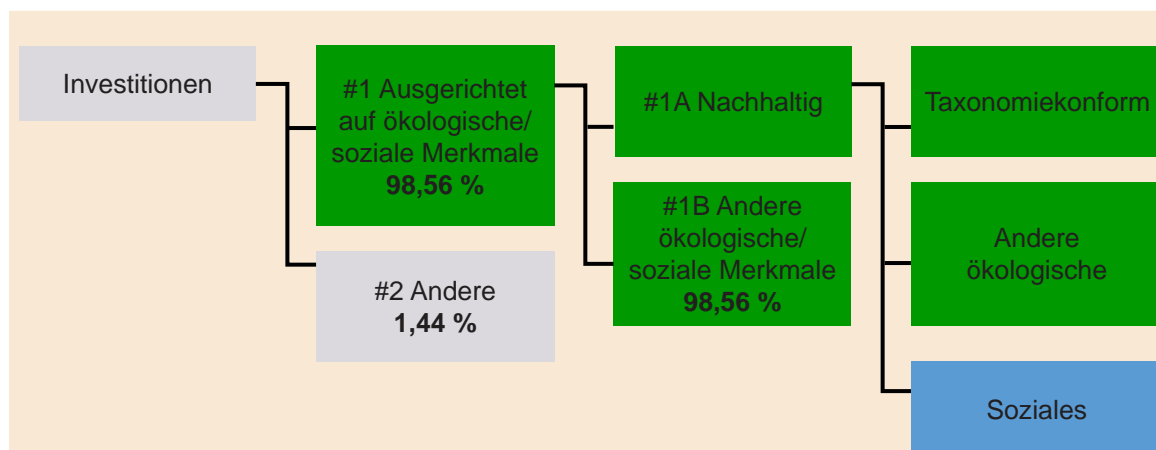 Investitionen
#1 Ausgerichtet
auf ökologische/
soziale Merkmale
98,56 %
#2 Andere
1,44 %
#1A Nachhaltig
#1B Andere
ökologische/
soziale Merkmale
98,56 %
Taxonomiekonform
Andere
ökologische
Soziales